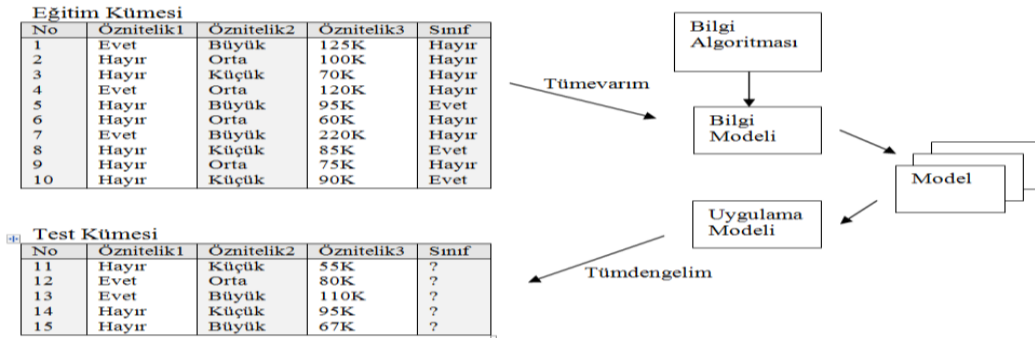 Eğitim Kümesi
No Öznitelik1 Öznitelik2 Öznitelik3 Sınıf
1 Evet Büyük 125K Hayır
2 Hayır Orta 100K Hayır
3 Hayır Küçük 70K Hayır
4 Evet Orta 120K Hayır
5 Hayır Büyük 95K Evet
6 Hayır Orta 60K Hayır
7 Evet Büyük 220K Hayır
8 Hayır Küçük 85K Evet
9 Hayır Orta 75K Hayır
10 Hayır Küçük 90K Evet
Tümevarım
Bilgi
Algoritması
Bilgi
Modeli
Model
Uygulama
Modeli
Tümdengelim
Test Kümesi
No Öznitelik1 Öznitelik2 Öznitelik3 Sınıf
11 Hayır Küçük 55K ?
12 Evet Orta 80K ?
13 Evet Büyük 110K ?
14 Hayır Küçük 95K ?
15 Hayır Büyük 67K ?